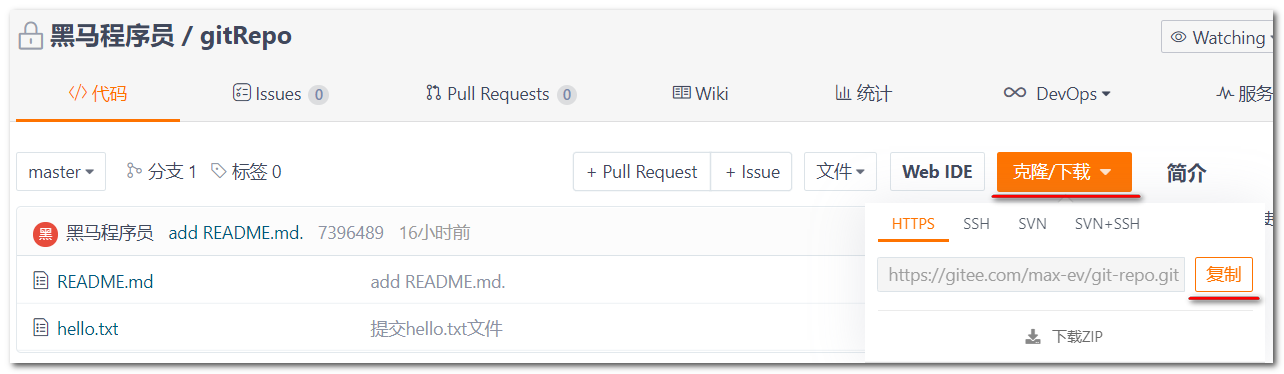 黑马程序员 / gitRepo
Watching
代码 Issues 0 Pull Requests 0 Wiki 统计 DevOps 服务
master 分支 1 标签 0 + Pull Request + Issue 文件 Web IDE 克隆/下载 简介
HTTPS SSH SVN SVN+SSH
黑 黑马程序员 add README.md. 7396489 16小时前
https://gitee.com/max-ev/git-repo.git 复制
README.md add README.md.
hello.txt 提交hello.txt文件
下载ZIP